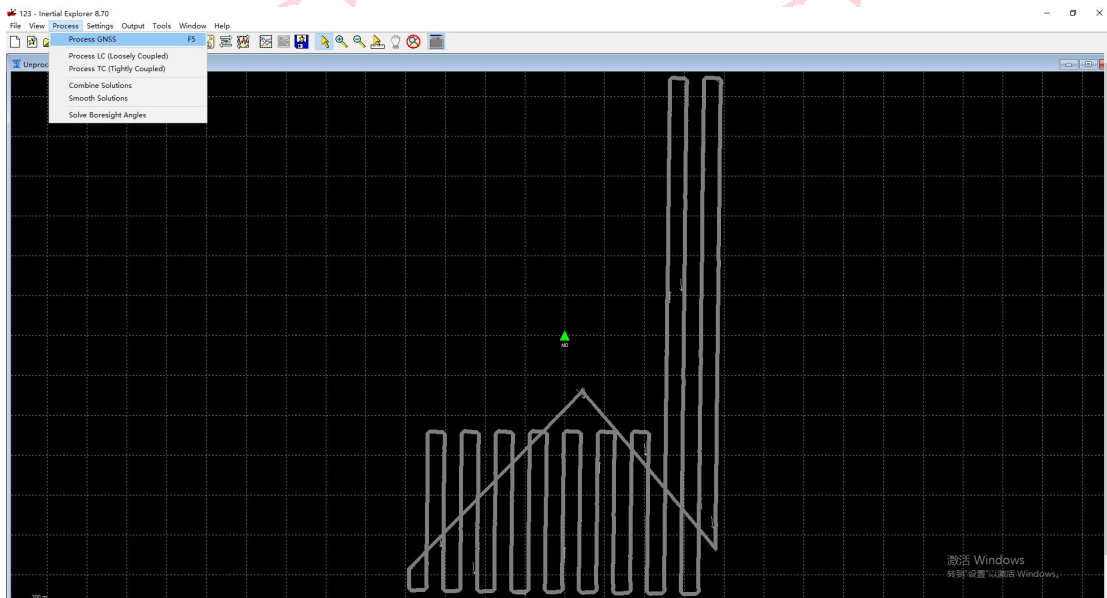 123 - Inertial Explorer 8.70
File View Process Settings Output Tools Window Help
Process GNSS F5
Unproc
Process LC (Loosely Coupled)
Process TC (Tightly Coupled)
Combine Solutions
Smooth Solutions
Solve Boresight Angles
激活 Windows
转到"设置"以激活 Windows。